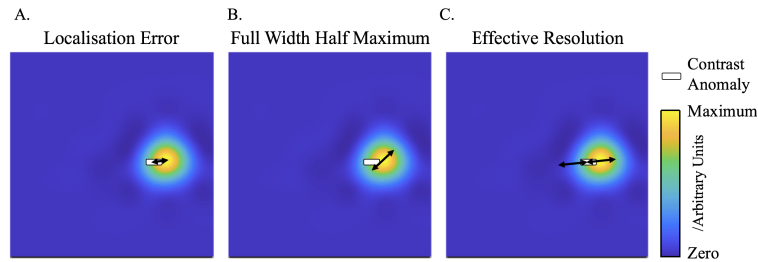 A.
Localisation Error
B.
Full Width Half Maximum
C.
Effective Resolution
Contrast
Anomaly
Maximum
/Arbitrary Units
Zero